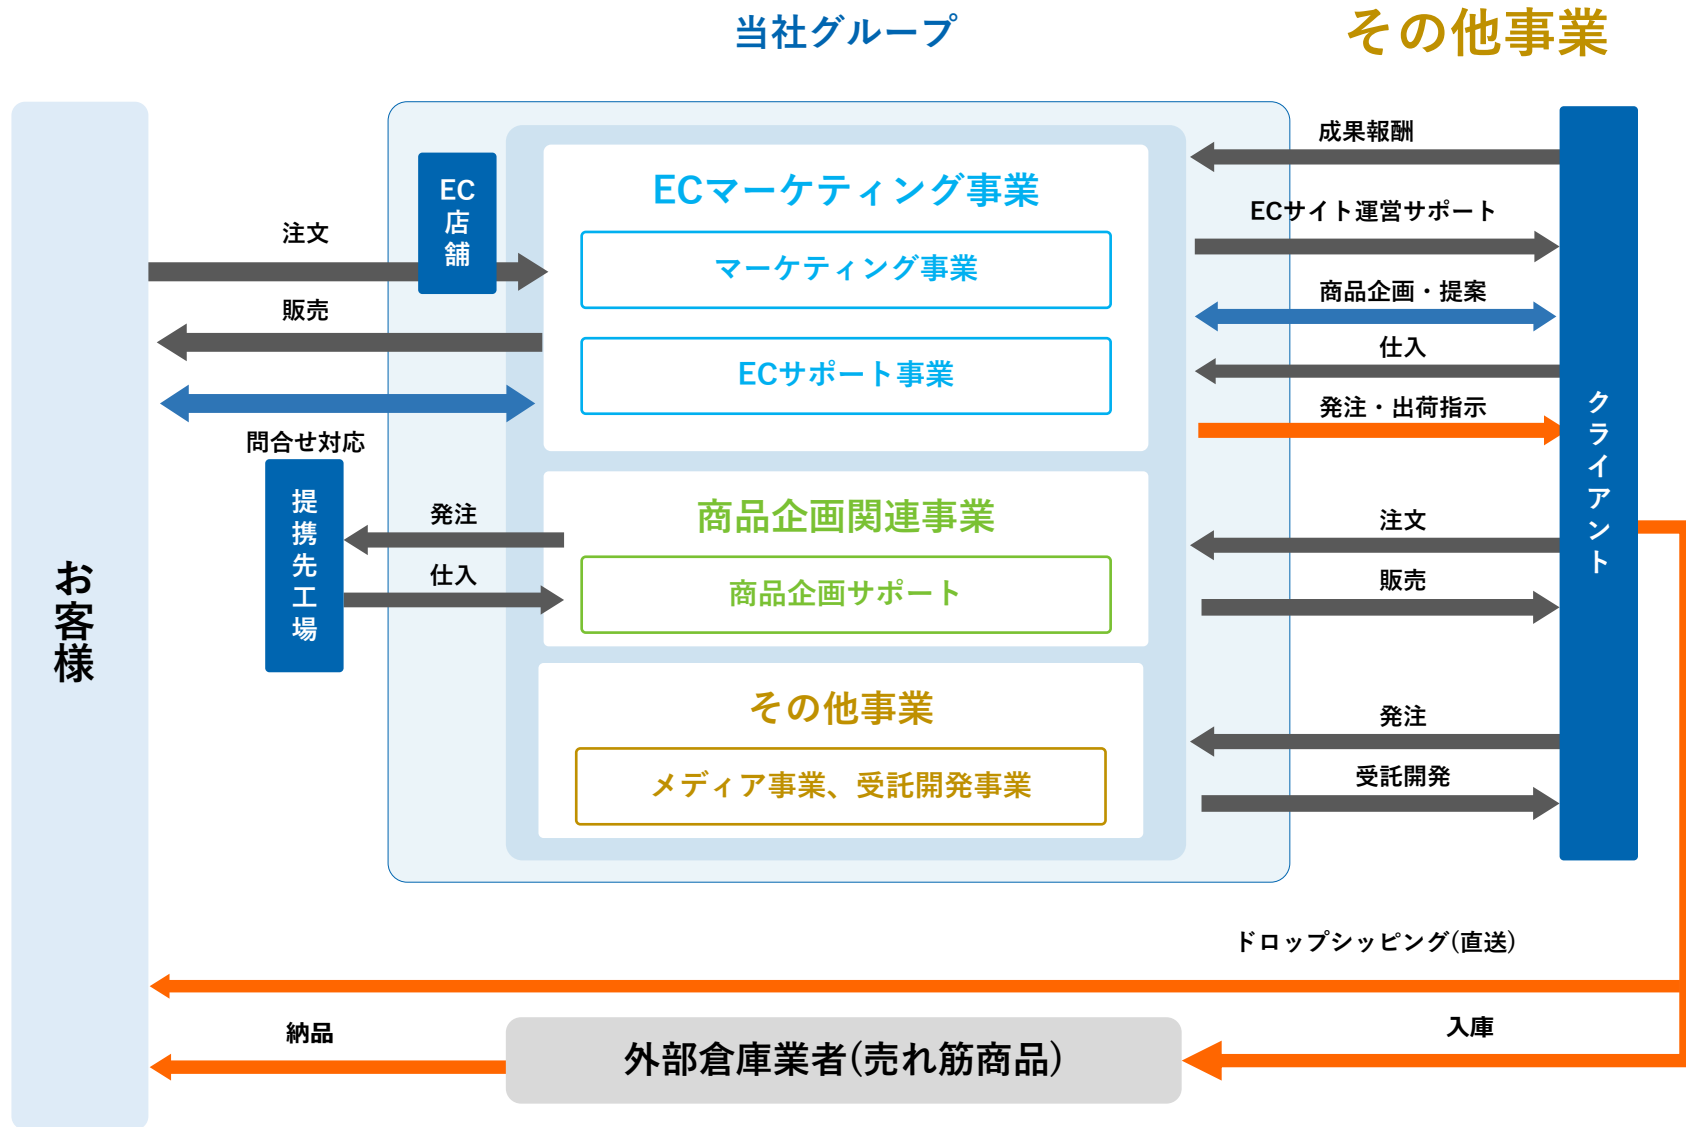 当社グループ
その他事業
お客様
注文
販売
問合せ対応
EC店舗
提携先工場
発注
仕入
ECマーケティング事業
マーケティング事業
ECサポート事業
商品企画関連事業
商品企画サポート
その他事業
メディア事業、受託開発事業
成果報酬
ECサイト運営サポート
商品企画・提案
仕入
発注・出荷指示
注文
販売
発注
受託開発
クライアント
ドロップシッピング(直送)
納品
外部倉庫業者(売れ筋商品)
入庫